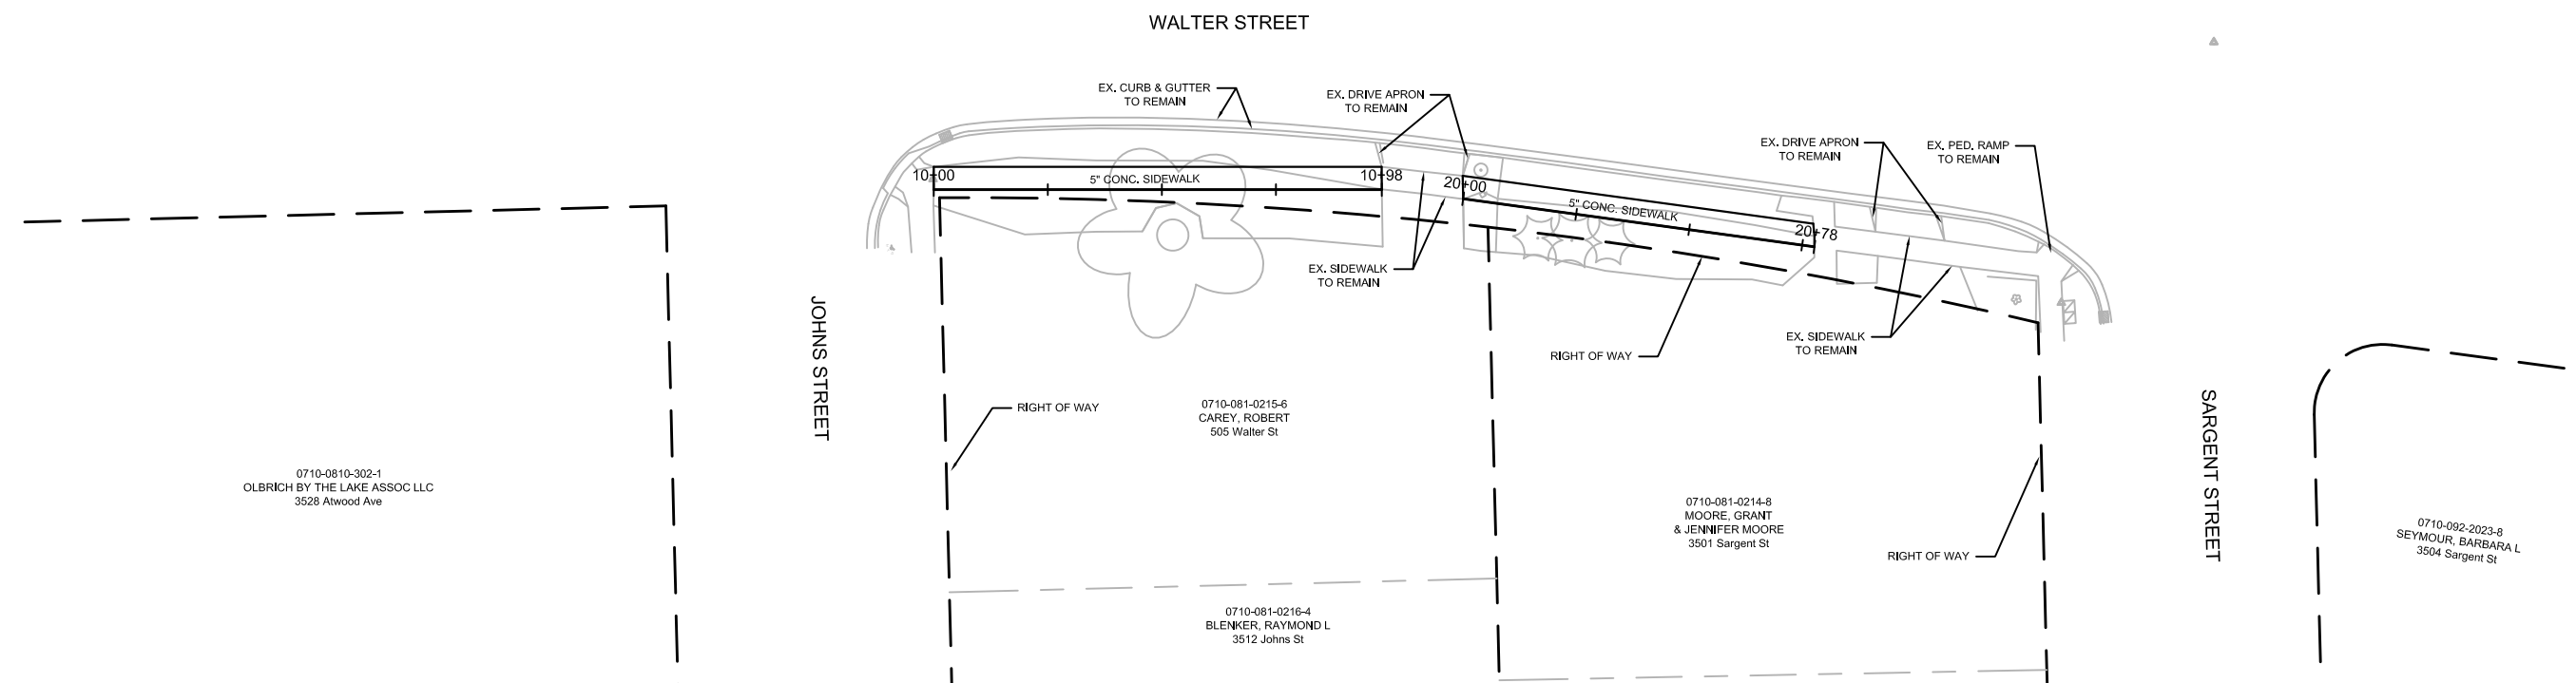 WALTER STREET
EX. CURB & GUTTER
TO REMAIN
EX. DRIVE APRON
TO REMAIN
EX. DRIVE APRON
TO REMAIN
EX. PED. RAMP
TO REMAIN
10+00
5" CONC. SIDEWALK
10+98
20+00
5" CONC. SIDEWALK
20+78
EX. SIDEWALK
TO REMAIN
EX. SIDEWALK
TO REMAIN
RIGHT OF WAY
JOHNS STREET
RIGHT OF WAY
0710-081-0215-6
CAREY, ROBERT
505 Walter St
SARGENT STREET
0710-0810-302-1
OLBRICH BY THE LAKE ASSOC LLC
3528 Atwood Ave
0710-081-0214-8
MOORE, GRANT
& JENNIFER MOORE
3501 Sargent St
RIGHT OF WAY
0710-092-2023-8
SEYMOUR, BARBARA L
3504 Sargent St
0710-081-0216-4
BLENKER, RAYMOND L
3512 Johns St